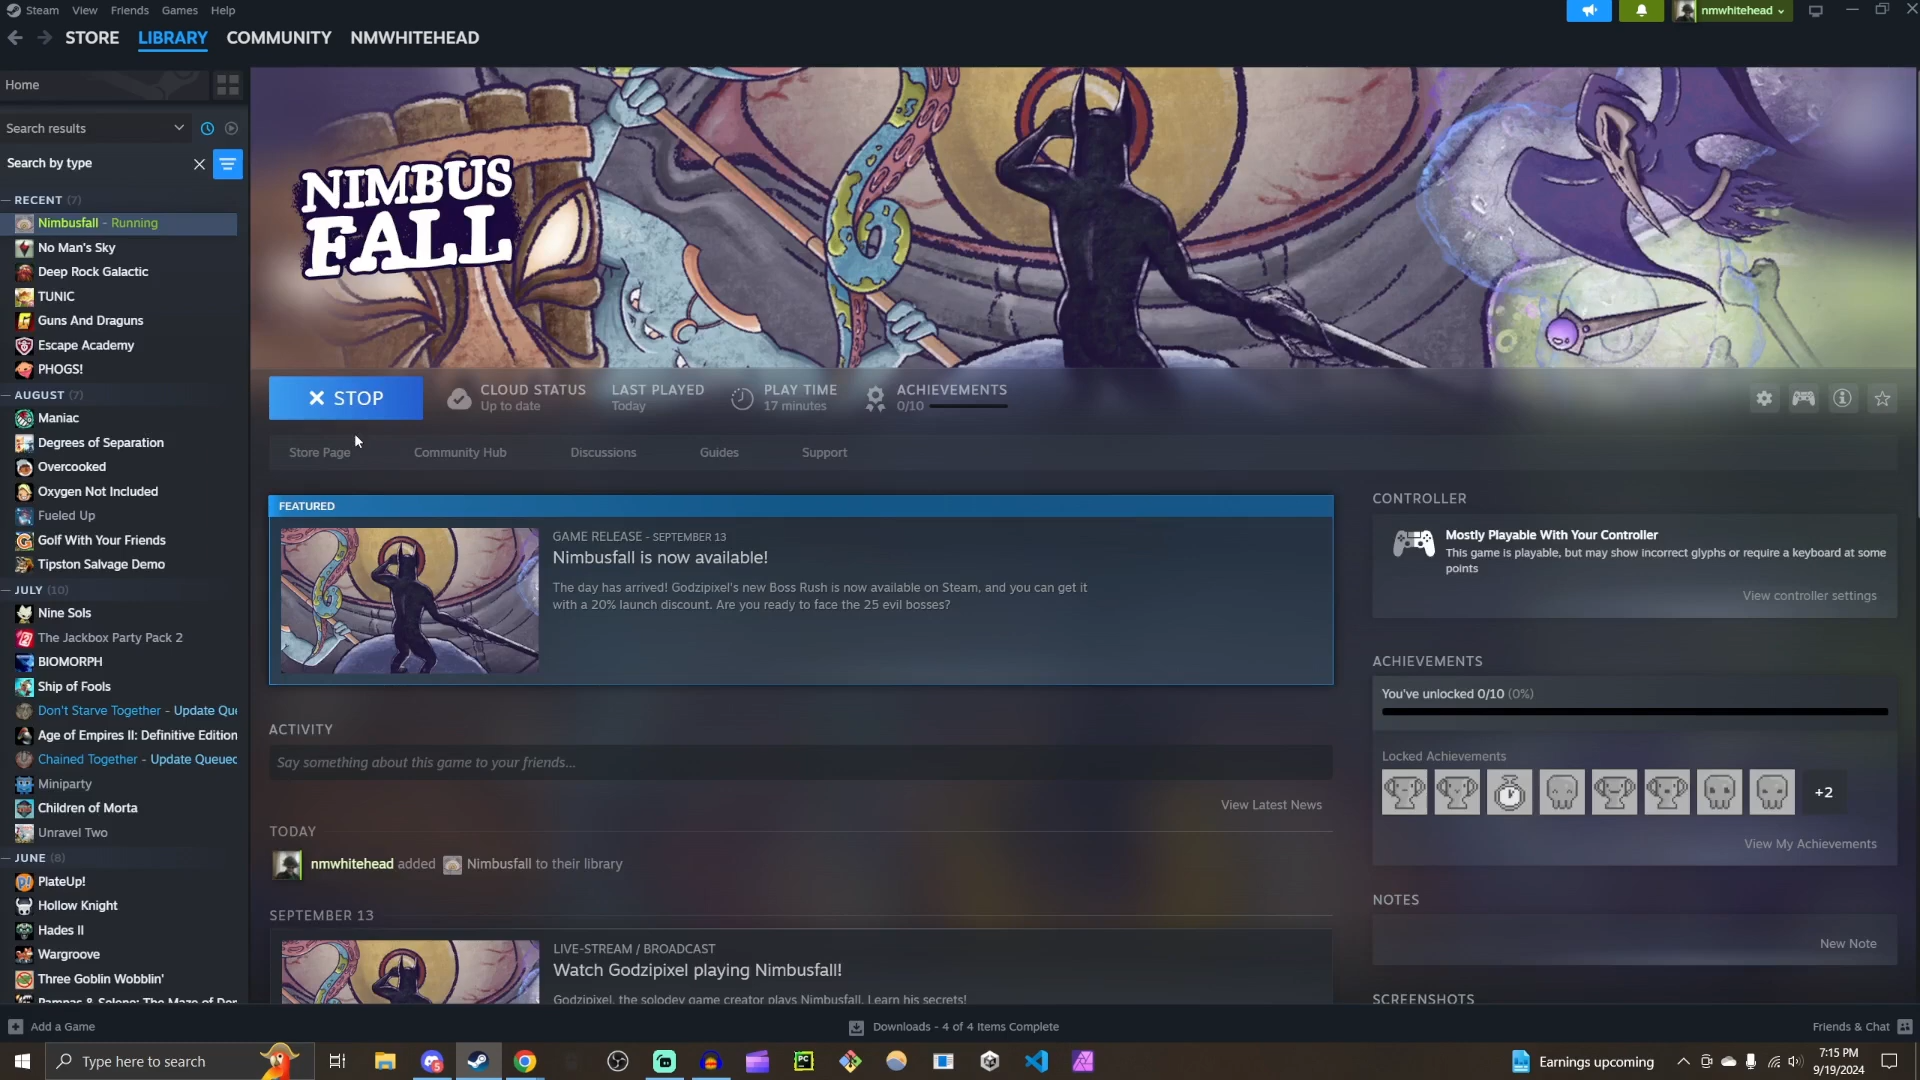 Steam View Friends Games Help
nmwhitehead
STORE LIBRARY COMMUNITY NMWHITEHEAD
Home
Search results
Search by type
RECENT (7)
Nimbusfall - Running
No Man's Sky
Deep Rock Galactic
TUNIC
Guns And Draguns
Escape Academy
PHOGS!
AUGUST (7)
Maniac
Degrees of Separation
Overcooked
Oxygen Not Included
Fueled Up
Golf With Your Friends
Tipston Salvage Demo
JULY (10)
Nine Sols
The Jackbox Party Pack 2
BIOMORPH
Ship of Fools
Don't Starve Together - Update Que
Age of Empires II: Definitive Edition
Chained Together - Update Queued
Miniparty
Children of Morta
Unravel Two
JUNE (8)
PlateUp!
Hollow Knight
Hades II
Wargroove
Three Goblin Wobblin'
Add a Game
NIMBUS
FALL
STOP
CLOUD STATUS
Up to date
LAST PLAYED
Today
PLAY TIME
17 minutes
ACHIEVEMENTS
0/10
Store Page Community Hub Discussions Guides Support
FEATURED
GAME RELEASE - SEPTEMBER 13
Nimbusfall is now available!
The day has arrived! Godzipixel's new Boss Rush is now available on Steam, and you can get it
with a 20% launch discount. Are you ready to face the 25 evil bosses?
ACTIVITY
Say something about this game to your friends...
View Latest News
TODAY
nmwhitehead added Nimbusfall to their library
SEPTEMBER 13
LIVE-STREAM / BROADCAST
Watch Godzipixel playing Nimbusfall!
Godzipixel, the solodev game creator plays Nimbusfall. Learn his secrets!
CONTROLLER
Mostly Playable With Your Controller
This game is playable, but may show incorrect glyphs or require a keyboard at some
points
View controller settings
ACHIEVEMENTS
You've unlocked 0/10 (0%)
Locked Achievements
+2
View My Achievements
NOTES
New Note
SCREENSHOTS
Downloads - 4 of 4 Items Complete
Friends & Chat
Type here to search
PC
Earnings upcoming
7:15 PM
9/19/2024